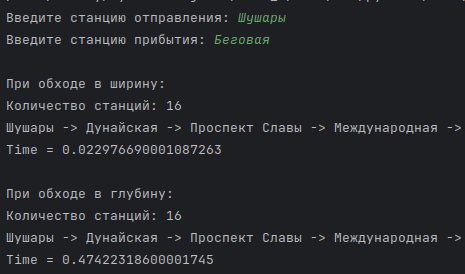 Введите станцию отправления: Шушары
Введите станцию прибытия: Беговая
При обходе в ширину:
Количество станций: 16
Шушары -> Дунайская -> Проспект Славы -> Международная ->
Time = 0.022976690001087263
При обходе в глубину:
Количество станций: 16
Шушары -> Дунайская -> Проспект Славы -> Международная ->
Time = 0.47422318600001745